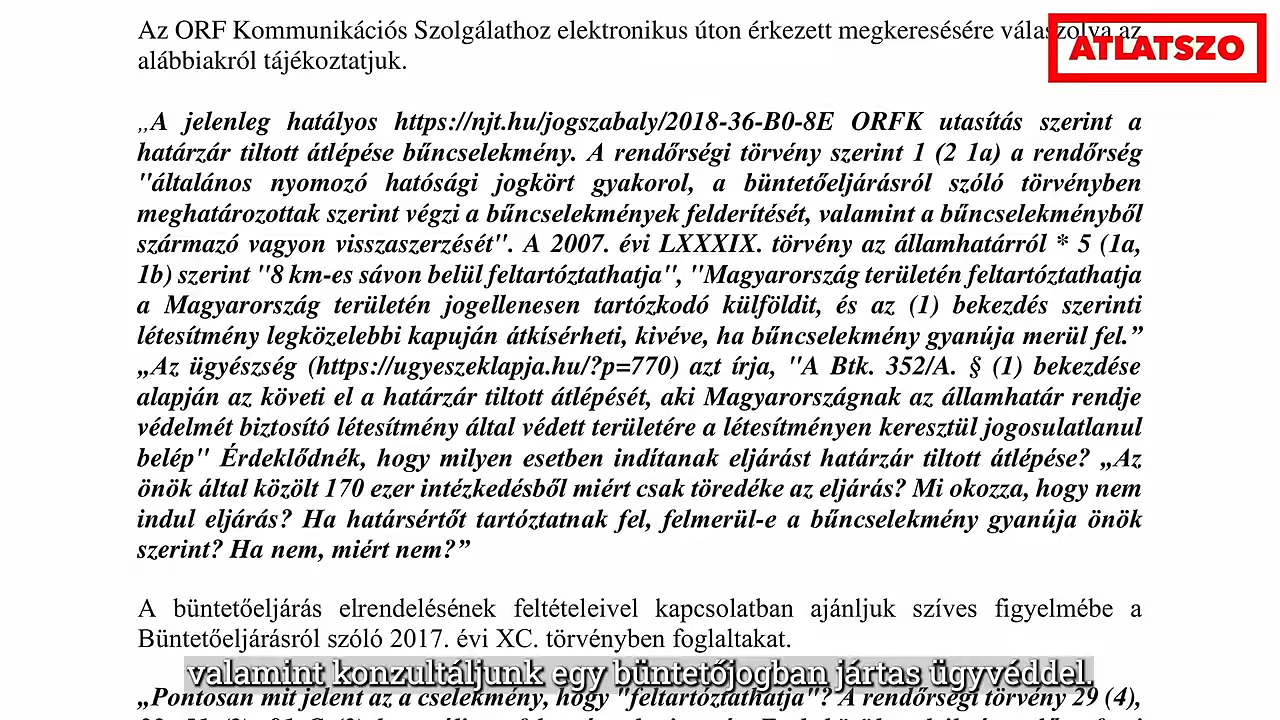 Az ORF Kommunikációs Szolgálathoz elektronikus úton érkezett megkeresésére válaszolva az
ATLATSZO
alábbiakról tájékoztatjuk.
„A jelenleg hatályos https://njt.hu/jogszabaly/2018-36-B0-8E ORFK utasítás szerint a
határzár tiltott átlépése bűncselekmény. A rendőrségi törvény szerint 1 (2 1a) a rendőrség
"általános nyomozó hatósági jogkört gyakorol, a büntetőeljárásról szóló törvényben
meghatározottak szerint végzi a bűncselekmények felderítését, valamint a bűncselekményből
származó vagyon visszaszerzését". A 2007. évi LXXXIX. törvény az államhatárról * 5 (1a,
1b) szerint "8 km-es sávon belül feltartóztathatja", "Magyarország területén feltartóztathatja
a Magyarország területén jogellenesen tartózkodó külföldit, és az (1) bekezdés szerinti
létesítmény legközelebbi kapuján átkísérheti, kivéve, ha bűncselekmény gyanúja merül fel.”
„Az ügyészség (https://ugyeszeklapja.hu/?p=770) azt írja, "A Btk. 352/A. § (1) bekezdése
alapján az követi el a határzár tiltott átlépését, aki Magyarországnak az államhatár rendje
védelmét biztosító létesítmény által védett területére a létesítményen keresztül jogosulatlanul
belép" Érdeklődnék, hogy milyen esetben indítanak eljárást határzár tiltott átlépése? „Az
önök által közölt 170 ezer intézkedésből miért csak töredéke az eljárás? Mi okozza, hogy nem
indul eljárás? Ha határsértőt tartóztatnak fel, felmerül-e a bűncselekmény gyanúja önök
szerint? Ha nem, miért nem?”
A büntetőeljárás elrendelésének feltételeivel kapcsolatban ajánljuk szíves figyelmébe a
Büntetőeljárásról szóló 2017. évi XC. törvényben foglaltakat.
valamint konzultáljunk egy büntetőjogban jártas ügyvéddel.
„Pontosan mit jelent az a cselekmény, hogy "feltartóztathatja"? A rendőrségi törvény 29 (4),